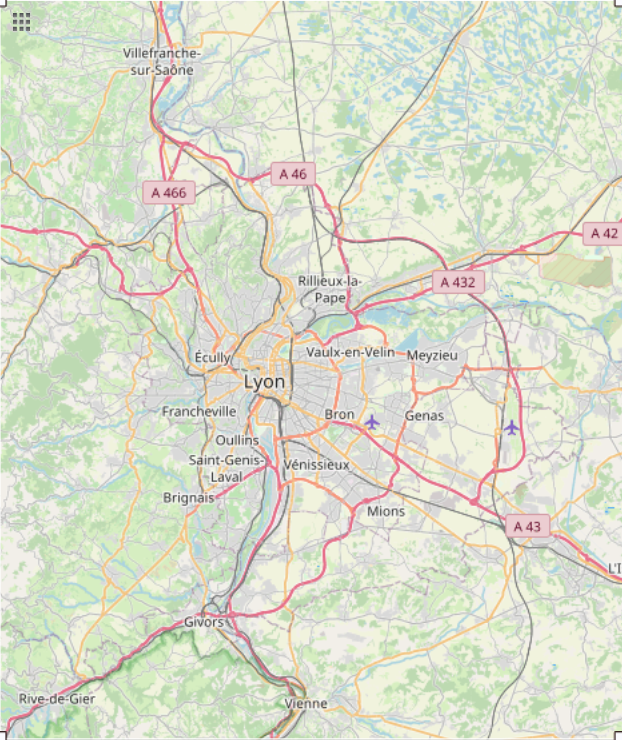 Villefranche-
sur-Saône
A 46
A 466
A 42
A 432
Rillieux-la-
Pape
Écully
Vaulx-en-Velin
Meyzieu
Lyon
Francheville
Bron
Genas
Oullins
Saint-Genis-
Laval
Vénissieux
Brignais
Mions
A 43
L'I
Givors
Rive-de-Gier
Vienne